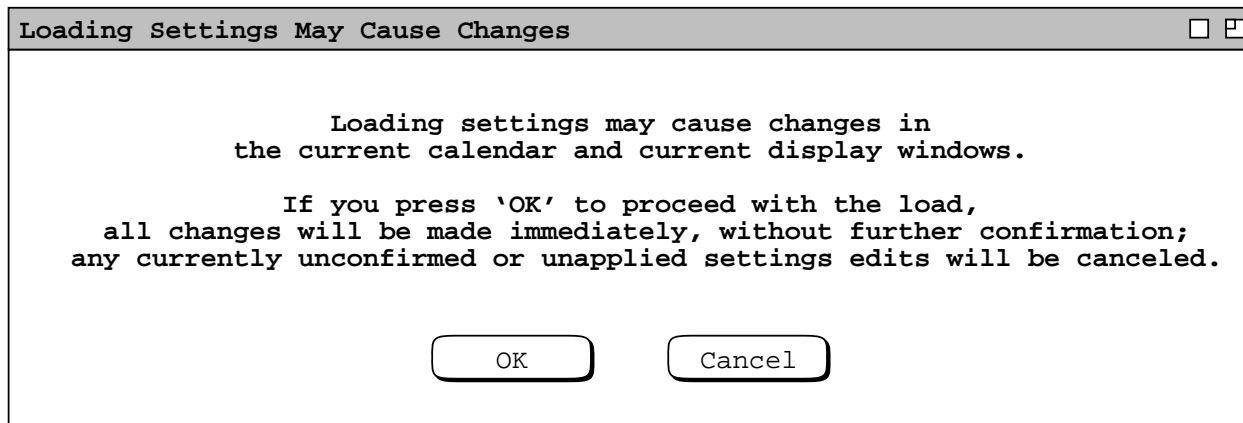 Loading Settings May Cause Changes
Loading settings may cause changes in
the current calendar and current display windows.
If you press ‘OK’ to proceed with the load,
all changes will be made immediately, without further confirmation;
any currently unconfirmed or unapplied settings edits will be canceled.
OK
Cancel